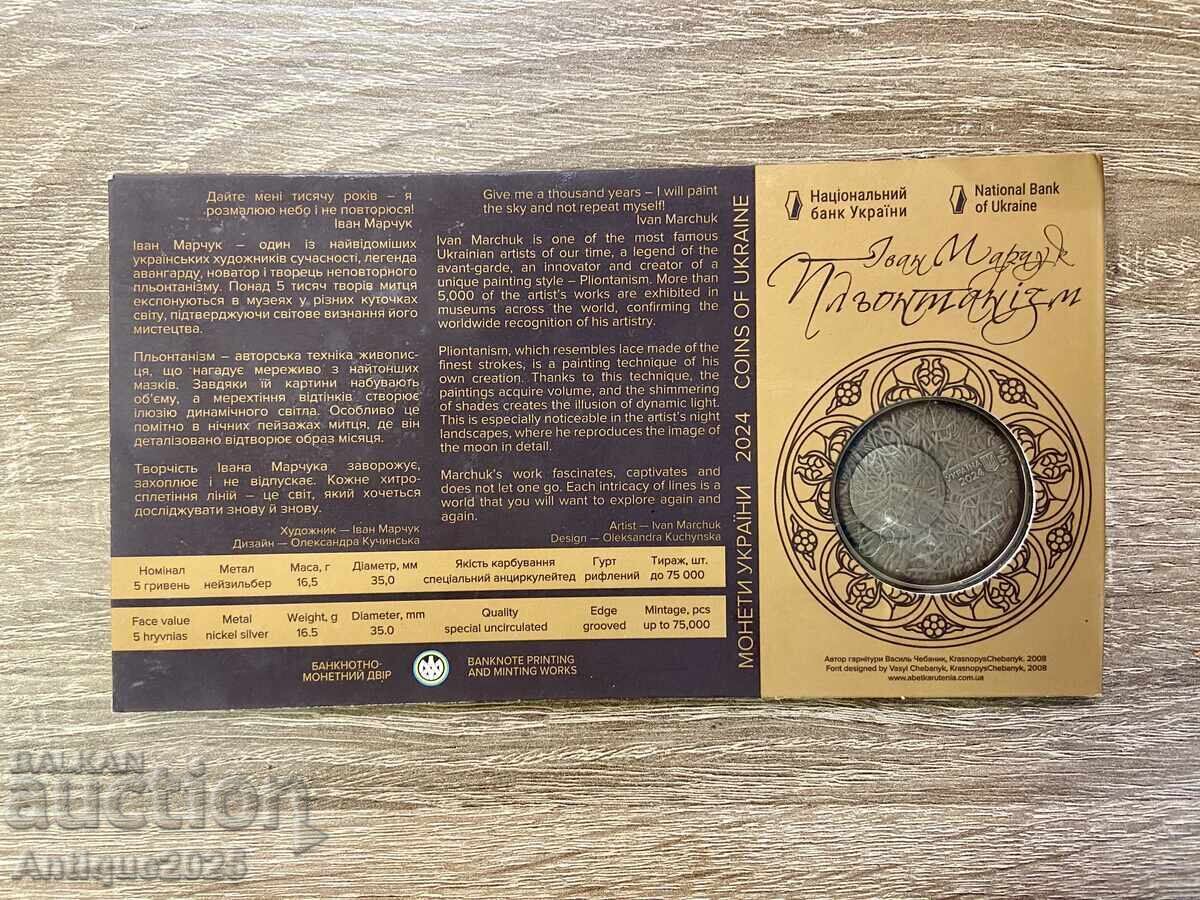 Дайте мені тисячу років – я
розмалюю небо і не повторюся!
Іван Марчук
Іван Марчук – один із найвідоміших
українських художників сучасності, легенда
авангарду, новатор і творець неповторного
пльонтанізму. Понад 5 тисяч творів митця
експонуються в музеях у різних куточках
світу, підтверджуючи світове визнання його
мистецтва.
Пльонтанізм – авторська техніка живопис-
ця, що нагадує мереживо з найтонших
мазків. Завдяки їй картини набувають
об'єму, а мерехтіння відтінків створює
ілюзію динамічного світла. Особливо це
помітно в нічних пейзажах митця, де він
деталізовано відтворює образ місяця.
Творчість Івана Марчука заворожує,
захоплює і не відпускає. Кожне хитро-
сплетіння ліній – це світ, який хочеться
досліджувати знову й знову.
Художник — Іван Марчук
Дизайн — Олександра Кучинська
Give me a thousand years – I will paint
the sky and not repeat myself!
Ivan Marchuk
Ivan Marchuk is one of the most famous
Ukrainian artists of our time, a legend of the
avant-garde, an innovator and creator of a
unique painting style – Pliontanism. More than
5,000 of the artist's works are exhibited in
museums across the world, confirming the
worldwide recognition of his artistry.
Pliontanism, which resembles lace made of the
finest strokes, is a painting technique of his
own creation. Thanks to this technique, the
paintings acquire volume, and the shimmering
of shades creates the illusion of dynamic light.
This is especially noticeable in the artist's night
landscapes, where he reproduces the image of
the moon in detail.
Marchuk's work fascinates, captivates and
does not let one go. Each intricacy of lines is a
world that you will want to explore again and
again.
Artist — Ivan Marchuk
Design — Oleksandra Kuchynska
Номінал Метал Маса, г Діаметр, мм Якість карбування Гурт Тираж, шт.
5 гривень нейзильбер 16,5 35,0 спеціальний анциркулейтед рифлений до 75 000
Face value Metal Weight, g Diameter, mm Quality Edge Mintage, pcs
5 hryvnias nickel silver 16.5 35.0 special uncirculated grooved up to 75,000
БАНКНОТНО-
МОНЕТНИЙ ДВІР
BANKNOTE PRINTING
AND MINTING WORKS
МОНЕТИ УКРАЇНИ 2024 COINS OF UKRAINE
Національний
банк України
National Bank
of Ukraine
Іван Марчук
Пльонтанізм
2024
Автор гарнітури Василь Чебаник, KrasnopysChebanyk. 2008
Font designed by Vasyl Chebanyk, KrasnopysChebanyk, 2008
www.abetkarutenia.com.ua
BALKAN
auction
Antique2025